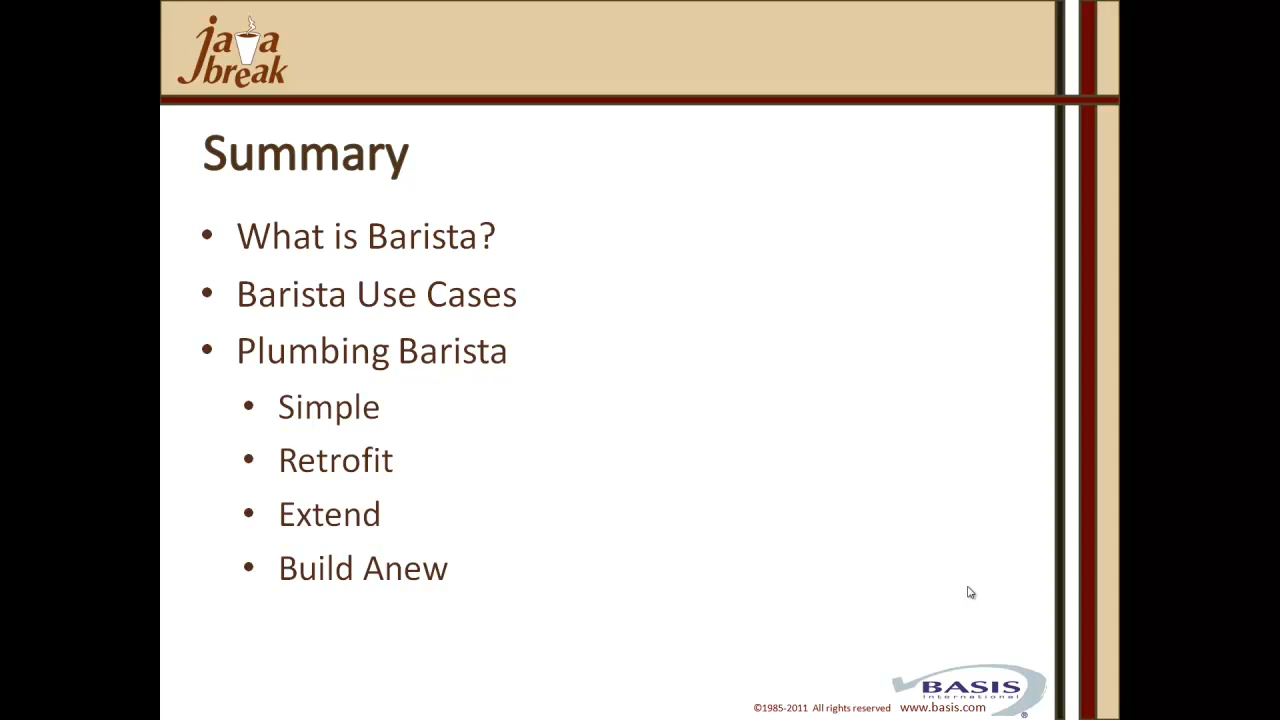 java
break
Summary
• What is Barista?
• Barista Use Cases
• Plumbing Barista
• Simple
• Retrofit
• Extend
• Build Anew
BASIS
International
®
©1985-2011 All rights reserved www.basis.com